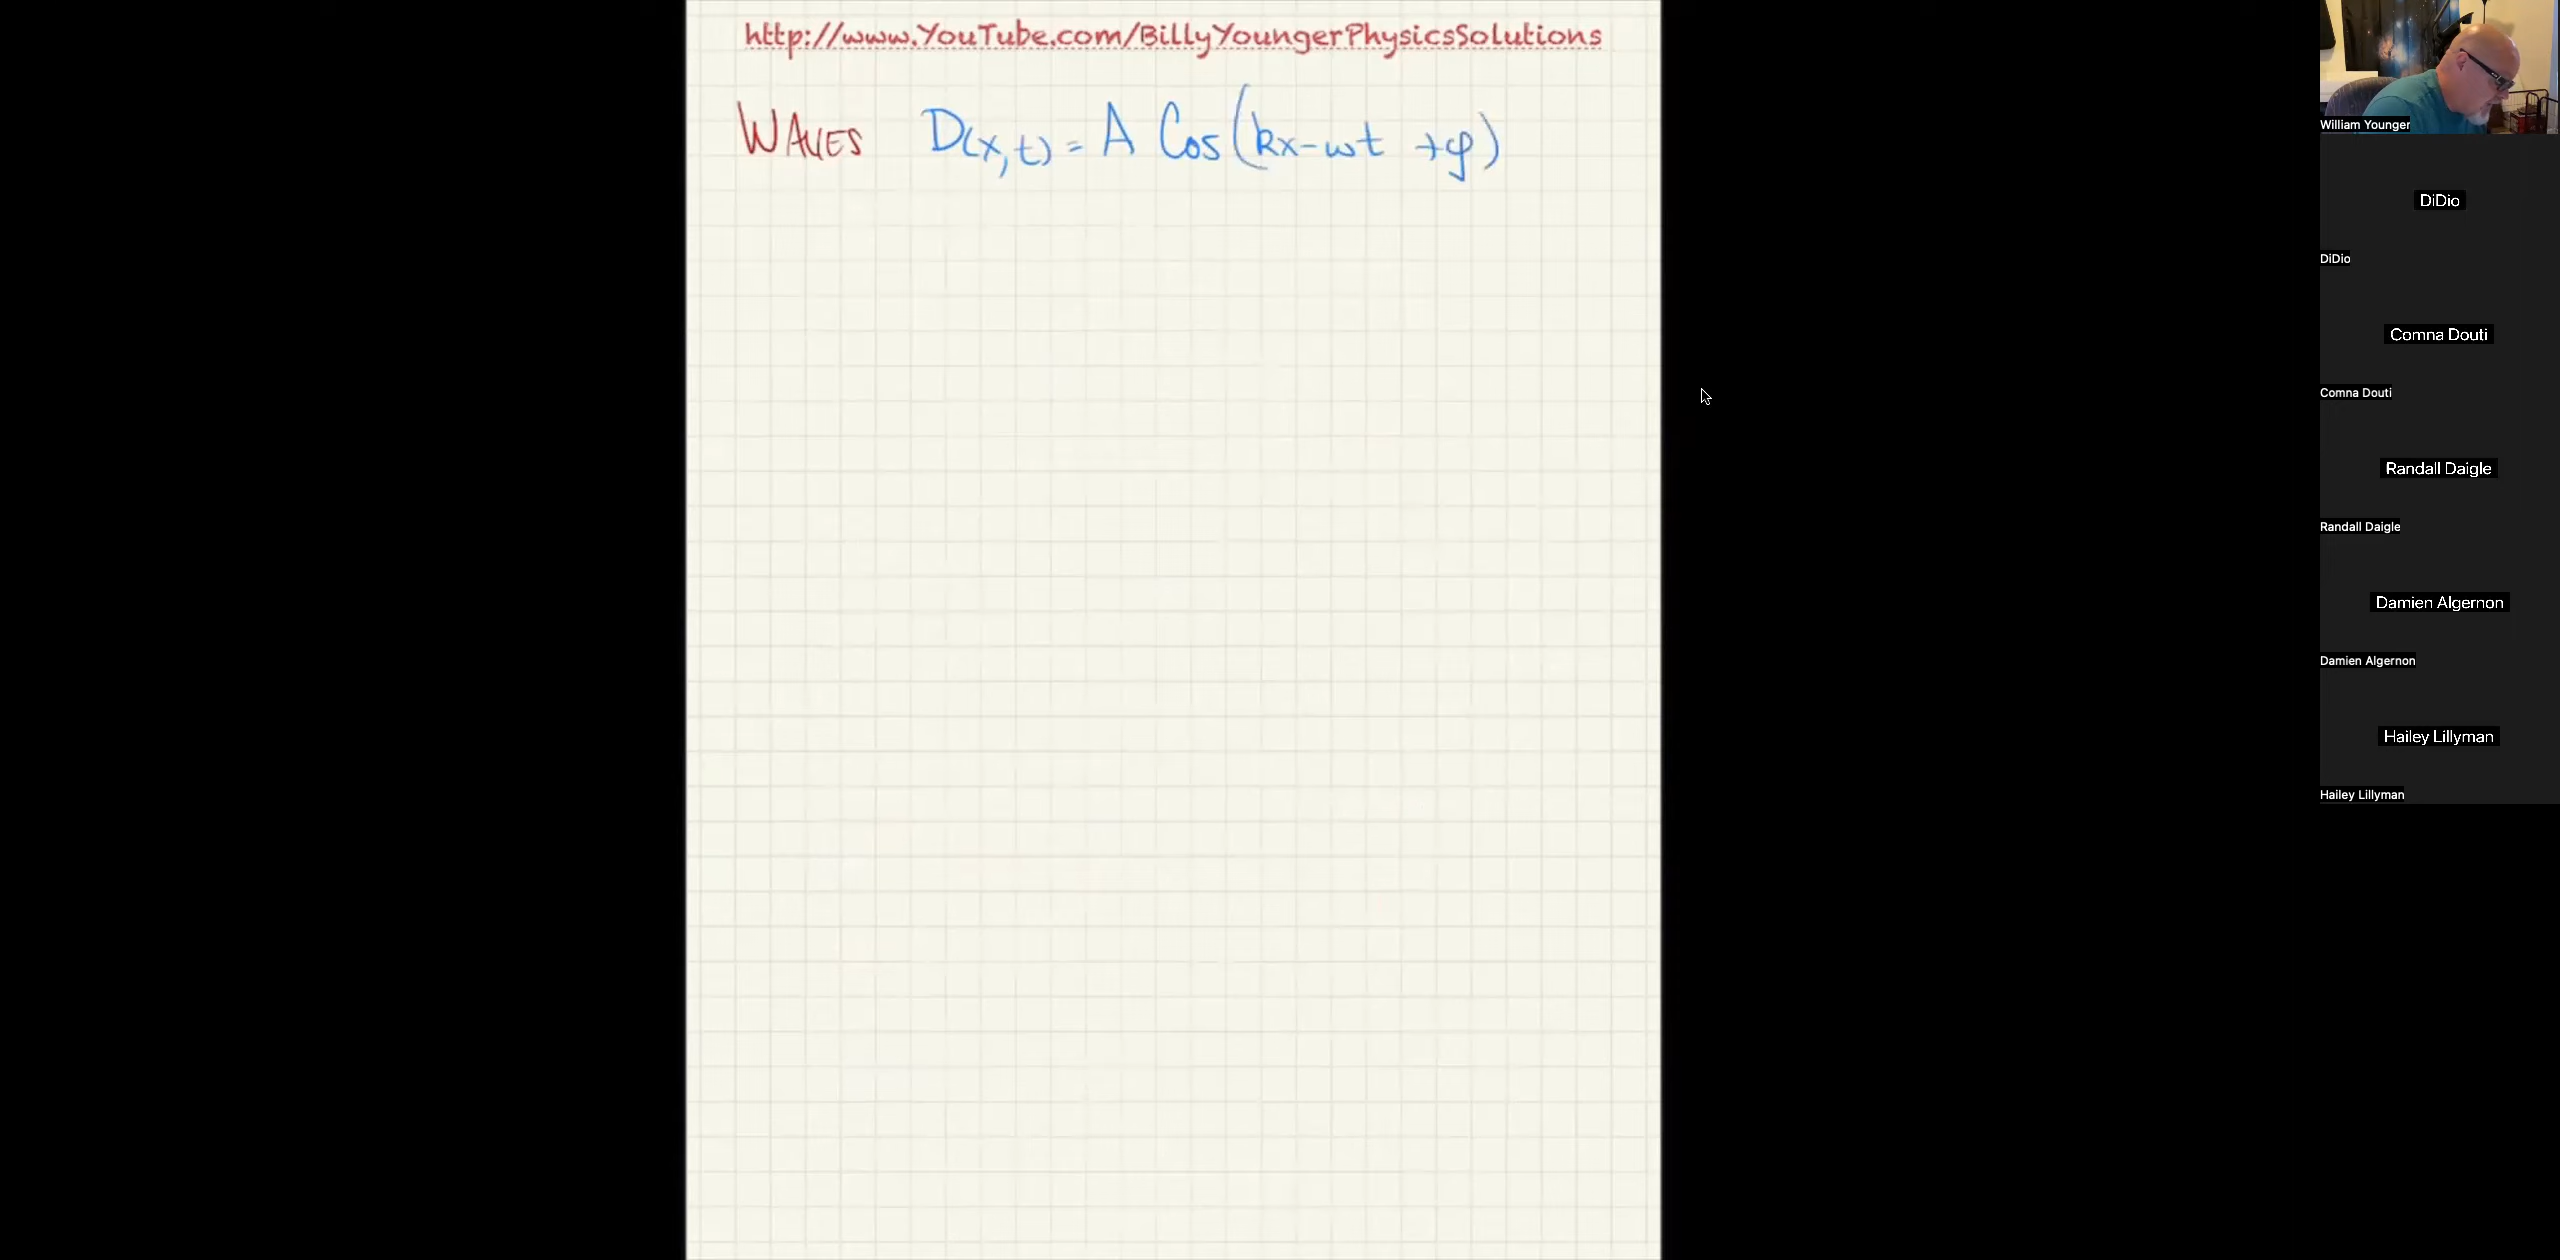 http://www.YouTube.com/BillyYoungerPhysicsSolutions
WAVES D(x,t) = A Cos(kx-ωt +φ)
William Younger
DiDio
DiDio
Comna Douti
Comna Douti
Randall Daigle
Randall Daigle
Damien Algernon
Damien Algernon
Hailey Lillyman
Hailey Lillyman